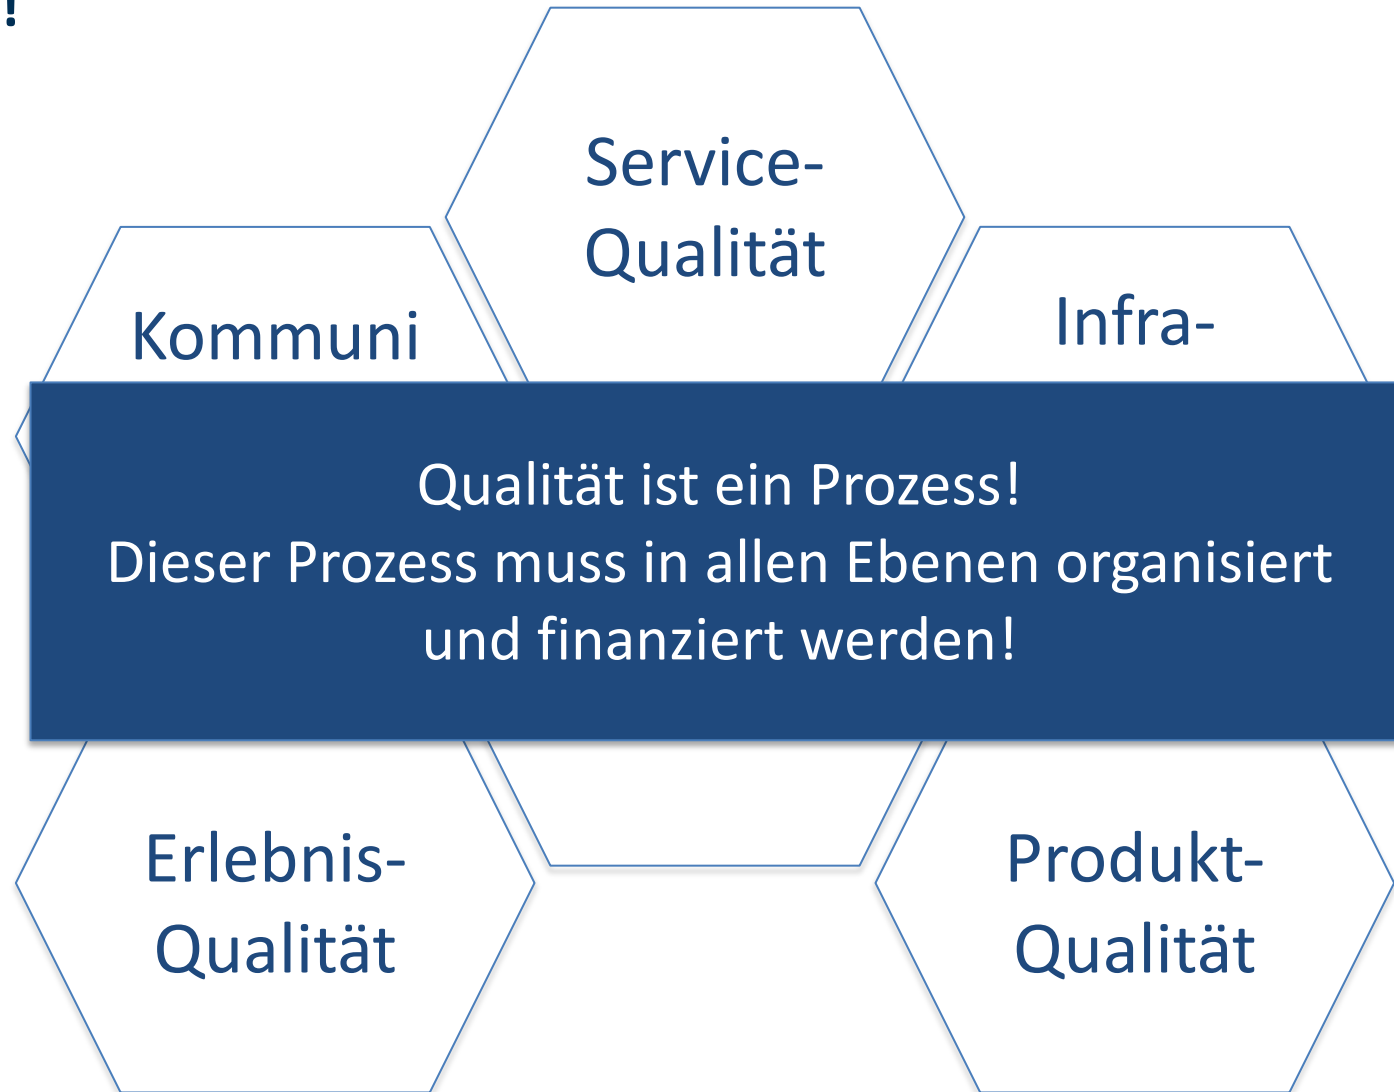 !
Service-
Qualität
Kommuni
Infra-
Qualität ist ein Prozess!
Dieser Prozess muss in allen Ebenen organisiert
und finanziert werden!
Erlebnis-
Qualität
Produkt-
Qualität